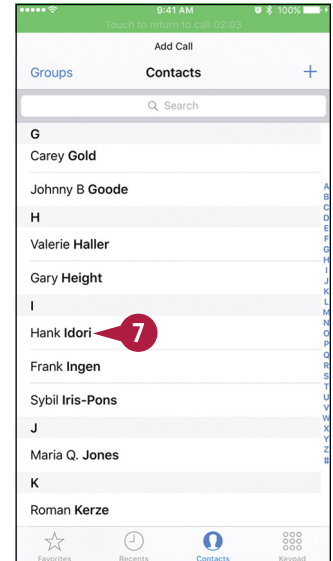 9:41 AM 100%
Touch to return to call 02:03
Add Call
Groups Contacts +
Search
G
Carey Gold
Johnny B Goode
H
Valerie Haller
Gary Height
I
Hank Idori 7
Frank Ingen
Sybil Iris-Pons
J
Maria Q. Jones
K
Roman Kerze
A
B
C
D
E
F
G
H
I
J
K
L
M
N
O
P
Q
R
S
T
U
V
W
X
Y
Z
#
Favorites Recents Contacts Keypad